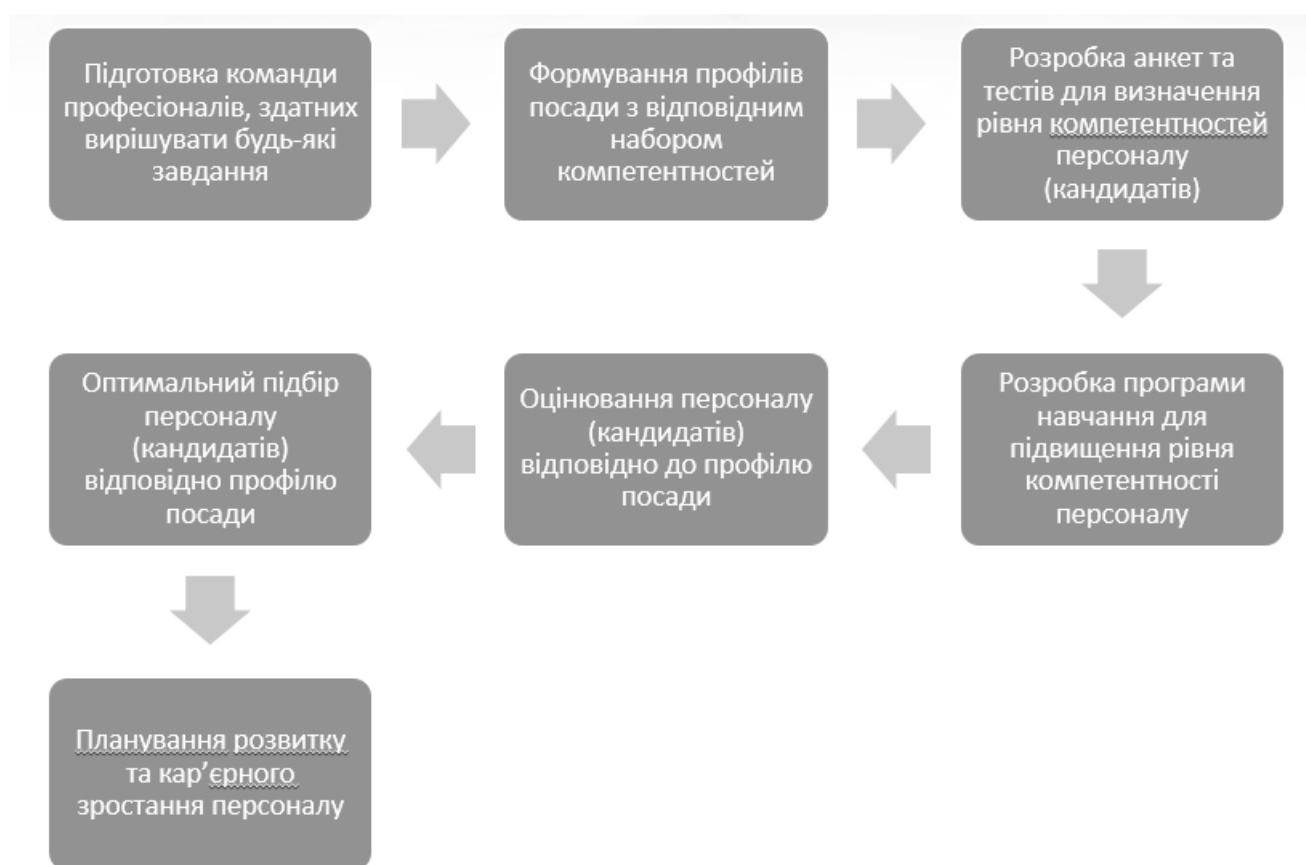 Підготовка команди
професіоналів, здатних
вирішувати будь-які
завдання
Формування профілів
посади з відповідним
набором
компетентностей
Розробка анкет та
тестів для визначення
рівня компетентностей
персоналу
(кандидатів)
Розробка програми
навчання для
підвищення рівня
компетентності
персоналу
Оцінювання персоналу
(кандидатів)
відповідно до профілю
посади
Оптимальний підбір
персоналу
(кандидатів)
відповідно профілю
посади
Планування розвитку
та кар’єрного
зростання персоналу